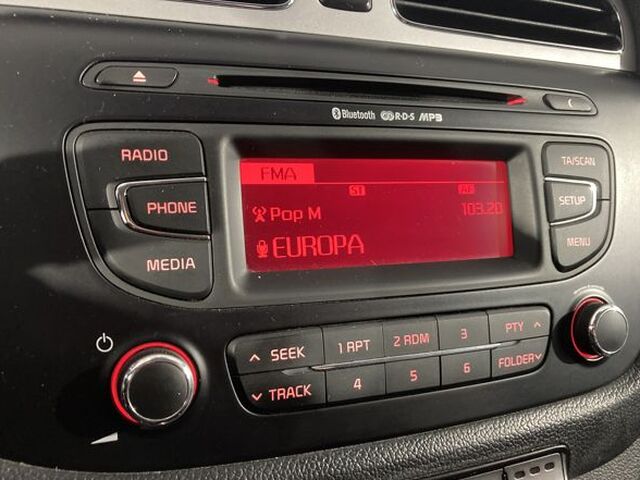 Bluetooth R·D·S MP3
RADIO
PHONE
MEDIA
FMA
ST AF
Pop M 103.20
EUROPA
TA/SCAN
SETUP
MENU
SEEK 1 RPT 2 RDM 3 PTY
TRACK 4 5 6 FOLDER